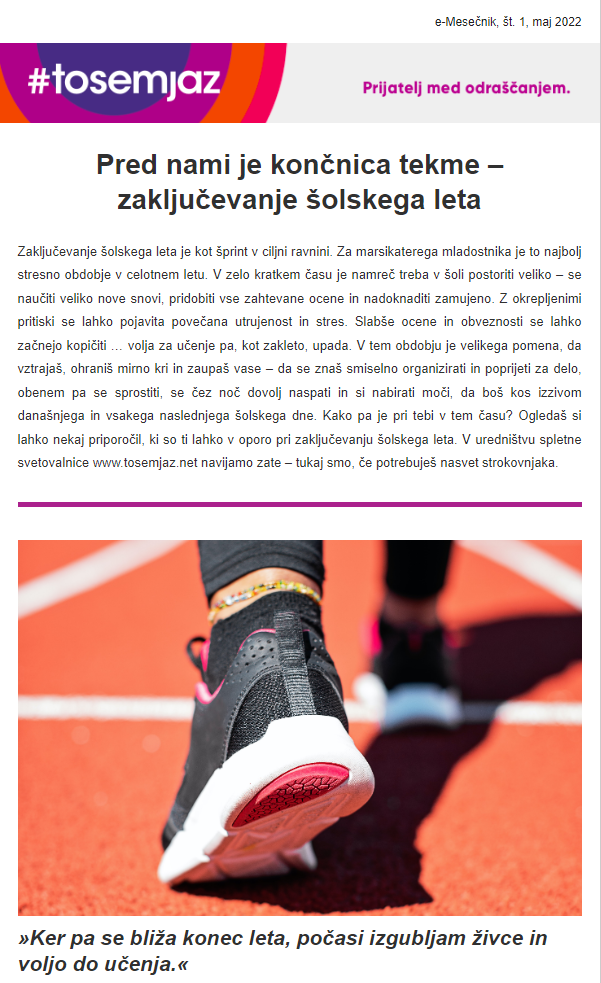 e-Mesečnik, št. 1, maj 2022
#tosemjaz
Prijatelj med odraščanjem.
Pred nami je končnica tekme –
zaključevanje šolskega leta
Zaključevanje šolskega leta je kot šprint v ciljni ravnini. Za marsikaterega mladostnika je to najbolj
stresno obdobje v celotnem letu. V zelo kratkem času je namreč treba v šoli postoriti veliko – se
naučiti veliko nove snovi, pridobiti vse zahtevane ocene in nadoknaditi zamujeno. Z okrepljenimi
pritiski se lahko pojavita povečana utrujenost in stres. Slabše ocene in obveznosti se lahko
začnejo kopičiti … volja za učenje pa, kot zakleto, upada. V tem obdobju je velikega pomena, da
vztrajaš, ohraniš mirno kri in zaupaš vase – da se znaš smiselno organizirati in poprijeti za delo,
obenem pa se sprostiti, se čez noč dovolj naspati in si nabirati moči, da boš kos izzivom
današnjega in vsakega naslednjega šolskega dne. Kako pa je pri tebi v tem času? Ogledaš si
lahko nekaj priporočil, ki so ti lahko v oporo pri zaključevanju šolskega leta. V uredništvu spletne
svetovalnice www.tosemjaz.net navijamo zate – tukaj smo, če potrebuješ nasvet strokovnjaka.
»Ker pa se bliža konec leta, počasi izgubljam živce in
voljo do učenja.«